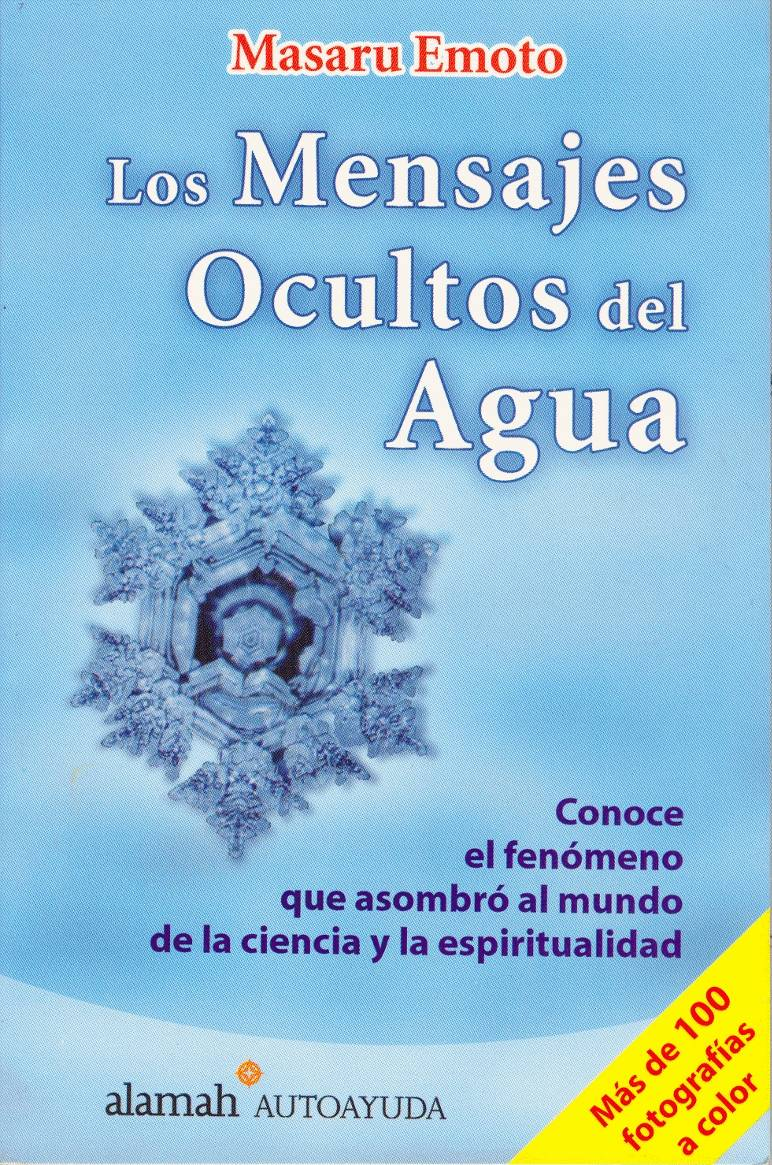 Masaru Emoto
Los Mensajes
Ocultos del
Agua
Conoce
el fenómeno
que asombró al mundo
de la ciencia y la espiritualidad
Más de 100
fotografías
a color
alamah AUTOAYUDA